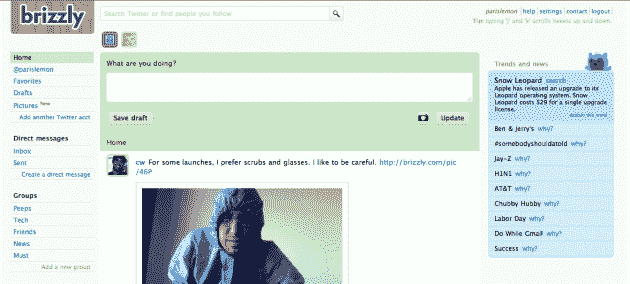 brizzly
Search Twitter or find people you follow
parislemon help settings contact logout
Tip: typing 'j' and 'k' scrolls tweets up and down.
Home
@parislemon
Favorites
Drafts
Pictures New
Add another Twitter acct
Direct messages
Inbox
Sent
Create a direct message
Groups
Peeps
Tech
Friends
News
Must
Add a new group
What are you doing?
Save draft
Update
Home
cw For some launches, I prefer scrubs and glasses. I like to be careful. http://brizzly.com/pic
/46P
Trends and news
Snow Leopard
Apple has released an upgrade to its
Leopard operating system. Snow
Leopard costs $29 for a single upgrade
license.
Ben & Jerry's why?
#somebodyshouldatold why?
Jay-Z why?
H1N1 why?
AT&T why?
Chubby Hubby why?
Labor Day why?
Do While Gmail why?
Success why?